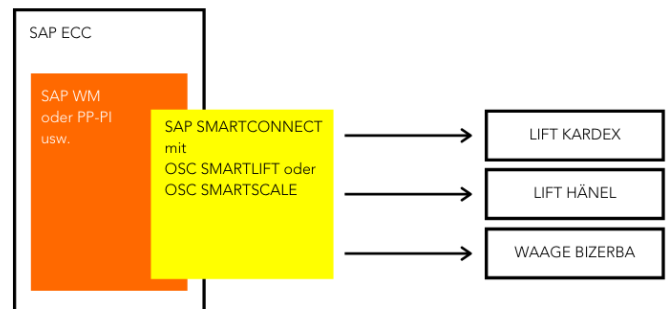 SAP ECC
SAP WM
oder PP-PI
usw.
SAP SMARTCONNECT
mit
OSC SMARTLIFT oder
OSC SMARTSCALE
LIFT KARDEX
LIFT HÄNEL
WAAGE BIZERBA